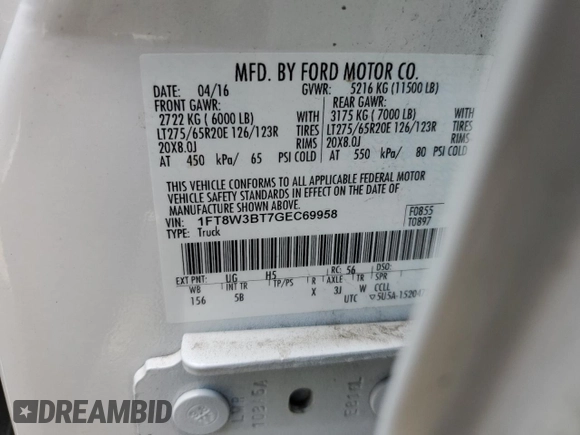 MFD. BY FORD MOTOR CO.
DATE: 04/16 GVWR: 5216 KG (11500 LB)
FRONT GAWR: REAR GAWR:
2722 KG ( 6000 LB) WITH 3175 KG ( 7000 LB) WITH
LT275/65R20E 126/123R TIRES LT275/65R20E 126/123R TIRES
20X8.0J RIMS 20X8.0J RIMS
AT 450 kPa/ 65 PSI COLD AT 550 kPa/ 80 PSI COLD
THIS VEHICLE CONFORMS TO ALL APPLICABLE FEDERAL MOTOR
VEHICLE SAFETY STANDARDS IN EFFECT ON THE DATE OF
MANUFACTURE SHOWN ABOVE.
VIN: 1FT8W3BT7GEC69958 F0855
TYPE: Truck T0897
EXT PNT: UG H5 RC: 56 DSO:
WB INT TR TP/PS R AXLE TR SPR
156 5B X 3J W CCLL
UTC
DREAMBID